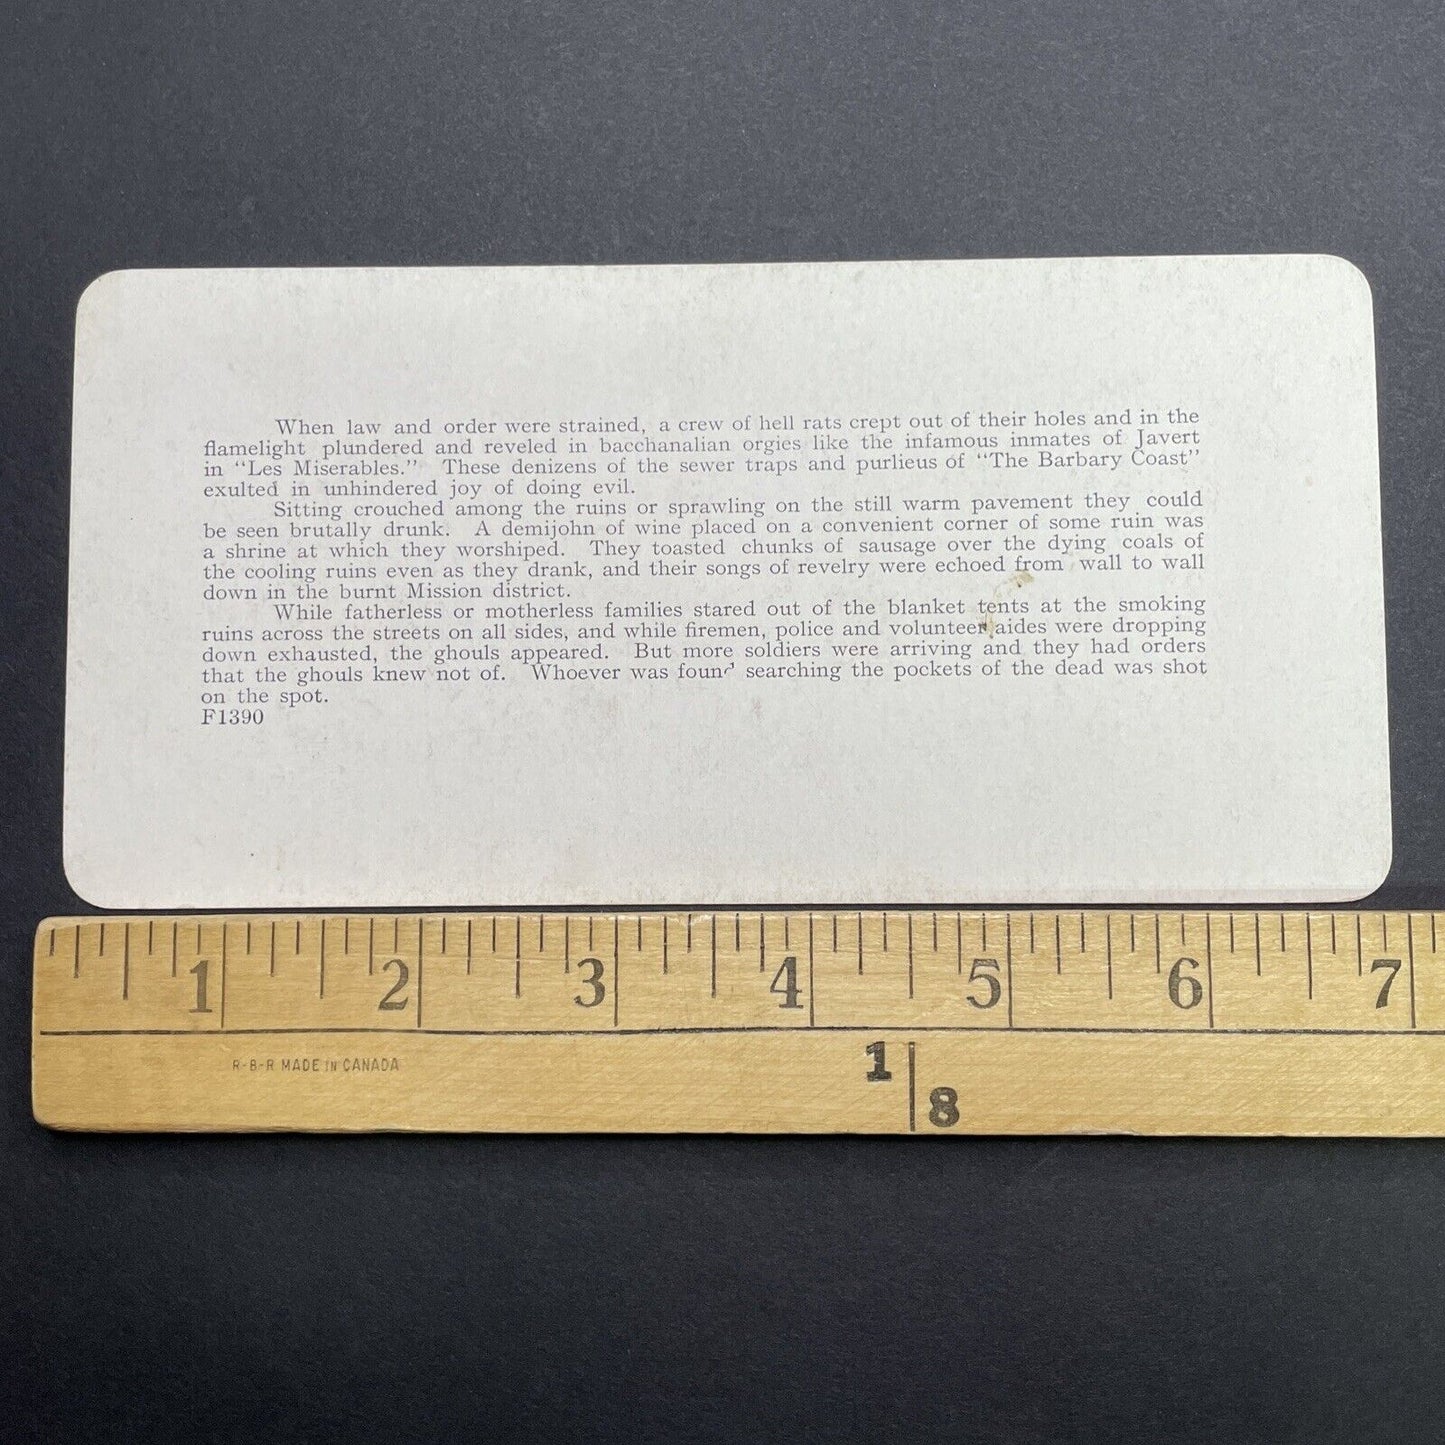 When law and order were strained, a crew of hell rats crept out of their holes and in the
flamelight plundered and reveled in bacchanalian orgies like the infamous inmates of Javert
in “Les Miserables.” These denizens of the sewer traps and purlieus of “The Barbary Coast”
exulted in unhindered joy of doing evil.
Sitting crouched among the ruins or sprawling on the still warm pavement they could
be seen brutally drunk. A demijohn of wine placed on a convenient corner of some ruin was
a shrine at which they worshiped. They toasted chunks of sausage over the dying coals of
the cooling ruins even as they drank, and their songs of revelry were echoed from wall to wall
down in the burnt Mission district.
While fatherless or motherless families stared out of the blanket tents at the smoking
ruins across the streets on all sides, and while firemen, police and volunteer aides were dropping
down exhausted, the ghouls appeared. But more soldiers were arriving and they had orders
that the ghouls knew not of. Whoever was found searching the pockets of the dead was shot
on the spot.
F1390
1 2 3 4 5 6 7
R-B-R MADE IN CANADA
1 8